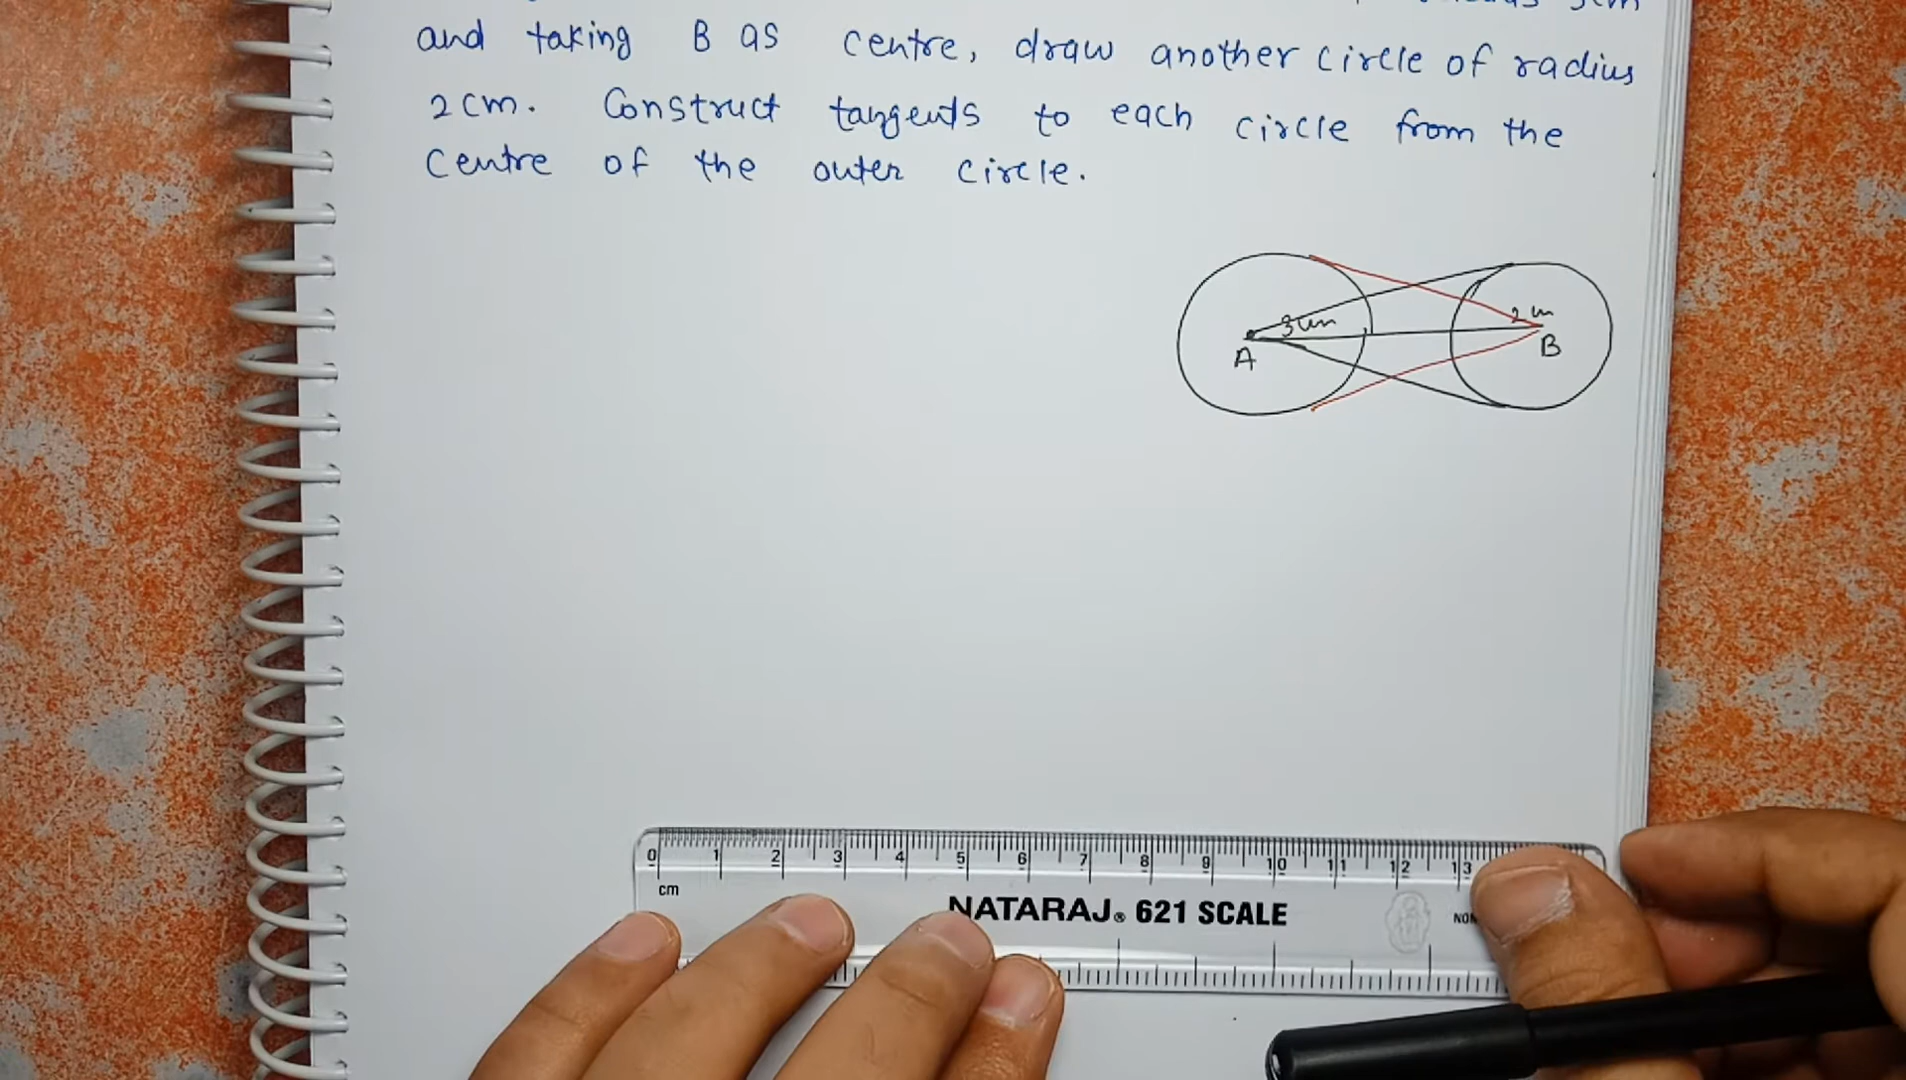 and taking B as centre, draw another circle of radius
2cm. Construct tangents to each circle from the
centre of the outer circle.
3cm
2cm
A
B
0 1 2 3 4 5 6 7 8 9 10 11 12 13
cm
NATARAJ® 621 SCALE